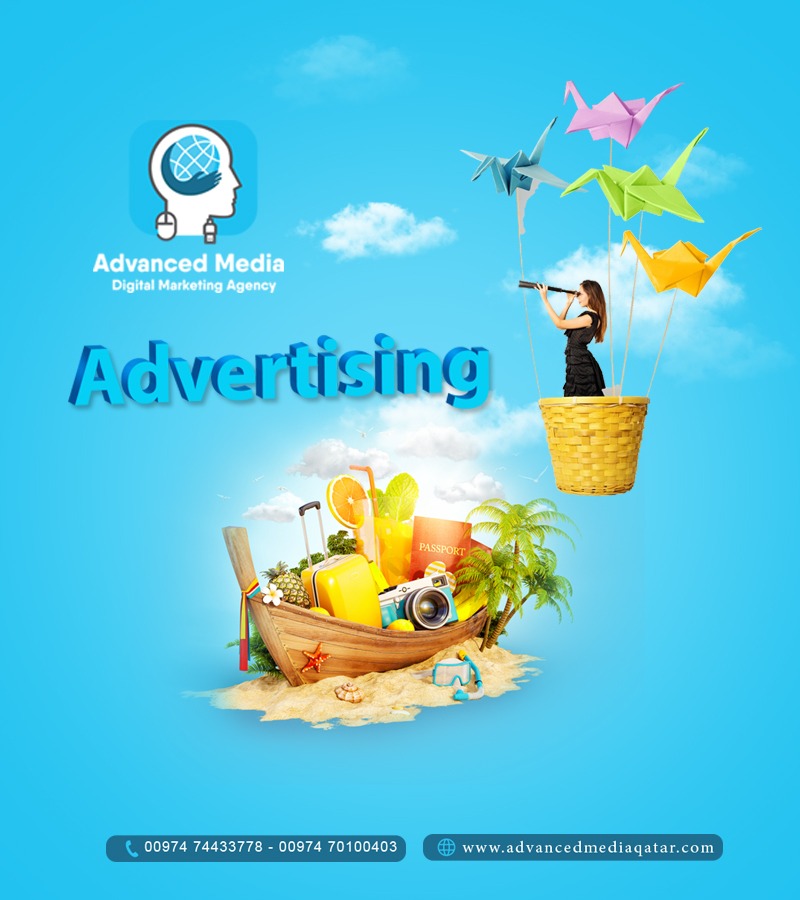 Advanced Media
Digital Marketing Agency
Advertising
PASSPORT
00974 74433778 - 00974 70100403
www.advancedmediaqatar.com